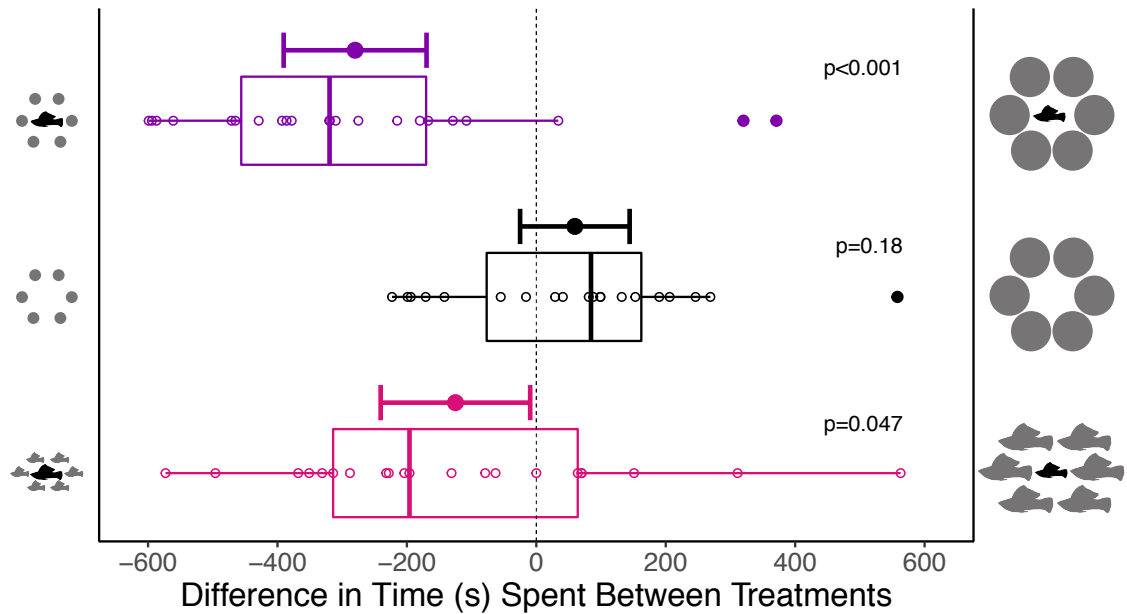 p<0.001
p=0.18
p=0.047
−600 −400 −200 0 200 400 600
Difference in Time (s) Spent Between Treatments